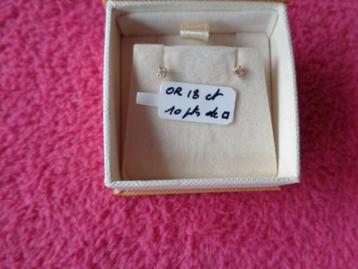 OR 18 ct
10 pts de ◘